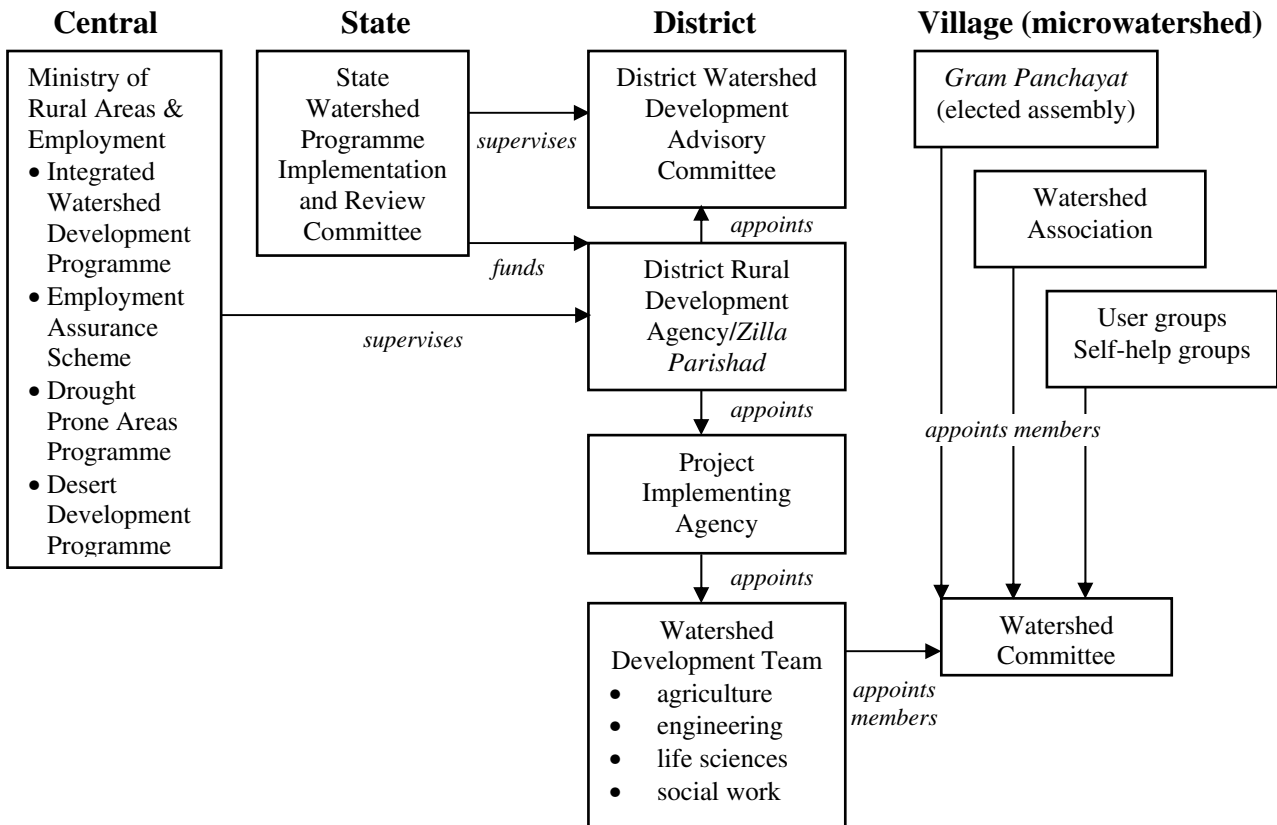 Central
State
District
Village (microwatershed)
Ministry of
Rural Areas &
Employment
• Integrated
Watershed
Development
Programme
• Employment
Assurance
Scheme
• Drought
Prone Areas
Programme
• Desert
Development
Programme
State
Watershed
Programme
Implementation
and Review
Committee
supervises
funds
supervises
District Watershed
Development
Advisory
Committee
appoints
District Rural
Development
Agency/Zilla
Parishad
appoints
Project
Implementing
Agency
appoints
Watershed
Development Team
• agriculture
• engineering
• life sciences
• social work
appoints
members
Gram Panchayat
(elected assembly)
Watershed
Association
User groups
Self-help groups
appoints members
Watershed
Committee